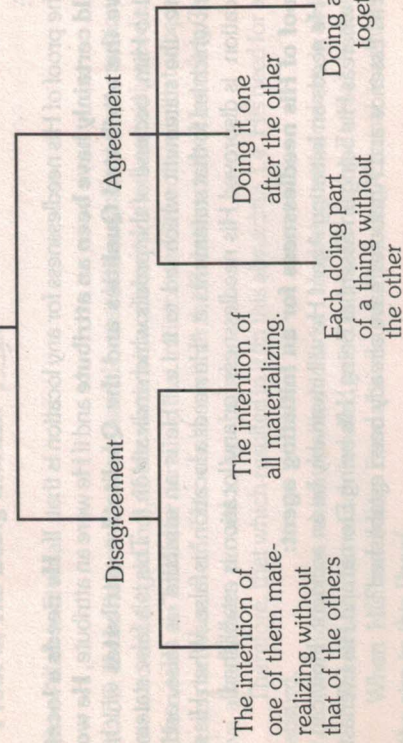 Disagreement
Agreement
The intention of
one of them mate-
realizing without
that of the others
The intention of
all materializing.
Each doing part
of a thing without
the other
Doing it one
after the other
Doing a
toget